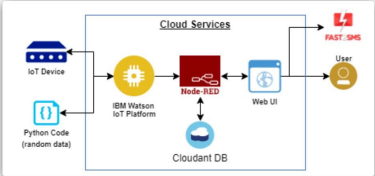 Cloud Services
FAST2SMS
IoT Device
Python Code
(random data)
IBM Watson
IoT Platform
Node-RED
Cloudant DB
Web UI
User